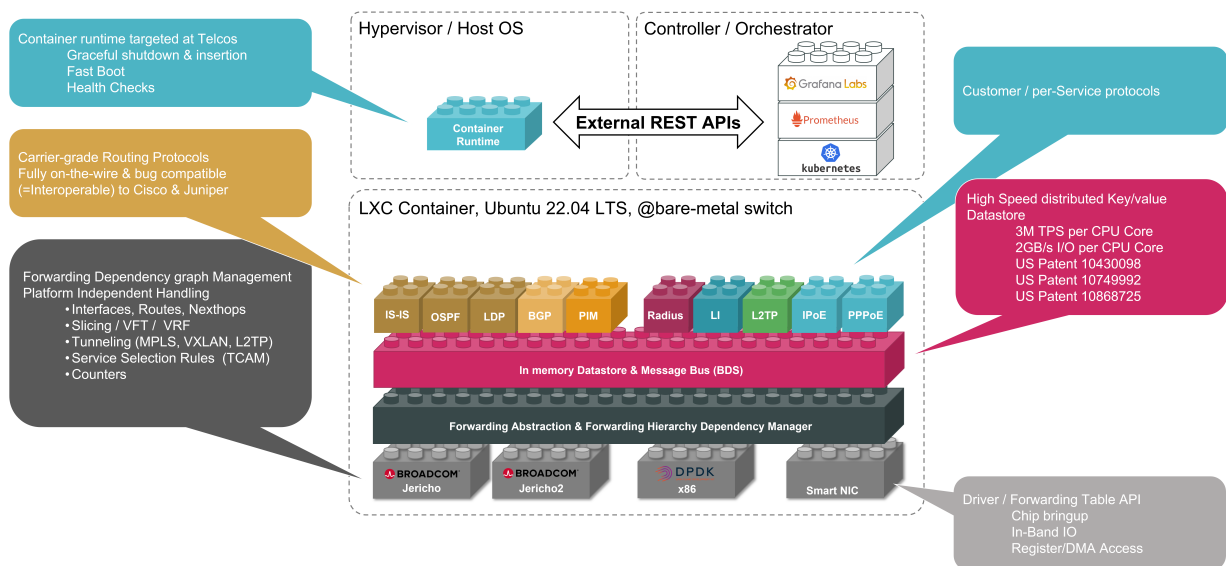 Container runtime targeted at Telcos
Graceful shutdown & insertion
Fast Boot
Health Checks
Hypervisor / Host OS
Container
Runtime
External REST APIs
Controller / Orchestrator
Grafana Labs
Prometheus
kubernetes
Customer / per-Service protocols
Carrier-grade Routing Protocols
Fully on-the-wire & bug compatible
(=Interoperable) to Cisco & Juniper
High Speed distributed Key/value
Datastore
3M TPS per CPU Core
2GB/s I/O per CPU Core
US Patent 10430098
US Patent 10749992
US Patent 10868725
Forwarding Dependency graph Management
Platform Independent Handling
• Interfaces, Routes, Nexthops
• Slicing / VFT / VRF
• Tunneling (MPLS, VXLAN, L2TP)
• Service Selection Rules (TCAM)
• Counters
LXC Container, Ubuntu 22.04 LTS, @bare-metal switch
IS-IS
OSPF
LDP
BGP
PIM
Radius
LI
L2TP
IPoE
PPPoE
In memory Datastore & Message Bus (BDS)
Forwarding Abstraction & Forwarding Hierarchy Dependency Manager
BROADCOM
Jericho
BROADCOM
Jericho2
DPDK
x86
Smart NIC
Driver / Forwarding Table API
Chip bringup
In-Band IO
Register/DMA Access